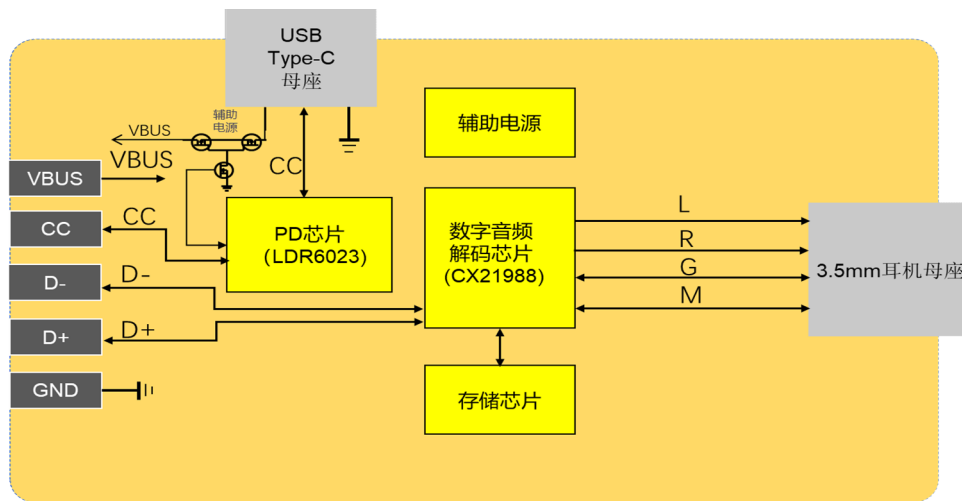 USB
Type-C
母座
辅助
电源
VBUS
VBUS
VBUS
CC
CC
CC
D-
D-
D+
D+
GND
PD芯片
(LDR6023)
辅助电源
数字音频
解码芯片
(CX21988)
存储芯片
L
R
G
M
3.5mm耳机母座